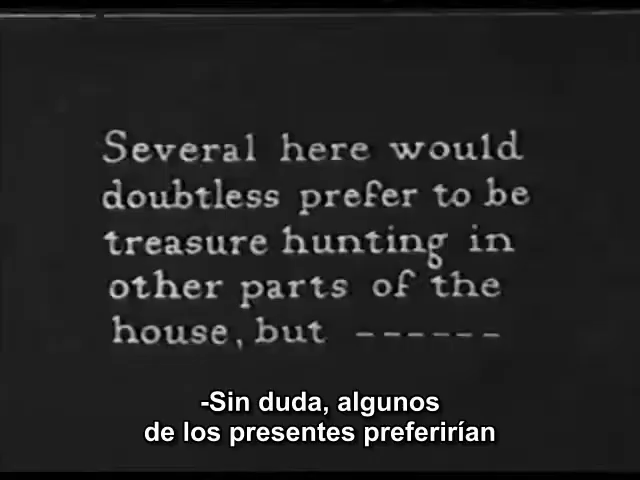 Several here would
doubtless prefer to be
treasure hunting in
other parts of the
house, but ------
-Sin duda, algunos
de los presentes preferirían